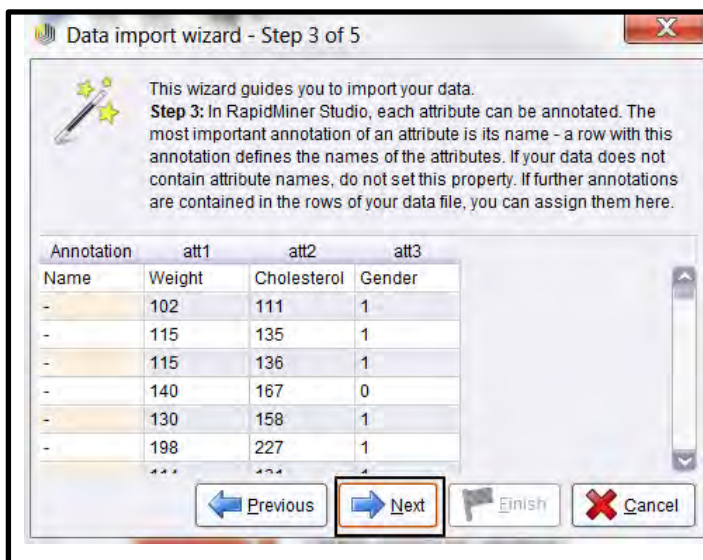 Data import wizard - Step 3 of 5
This wizard guides you to import your data.
Step 3: In RapidMiner Studio, each attribute can be annotated. The
most important annotation of an attribute is its name - a row with this
annotation defines the names of the attributes. If your data does not
contain attribute names, do not set this property. If further annotations
are contained in the rows of your data file, you can assign them here.
Annotation att1 att2 att3
Name Weight Cholesterol Gender
- 102 111 1
- 115 135 1
- 115 136 1
- 140 167 0
- 130 158 1
- 198 227 1
Previous Next Finish Cancel